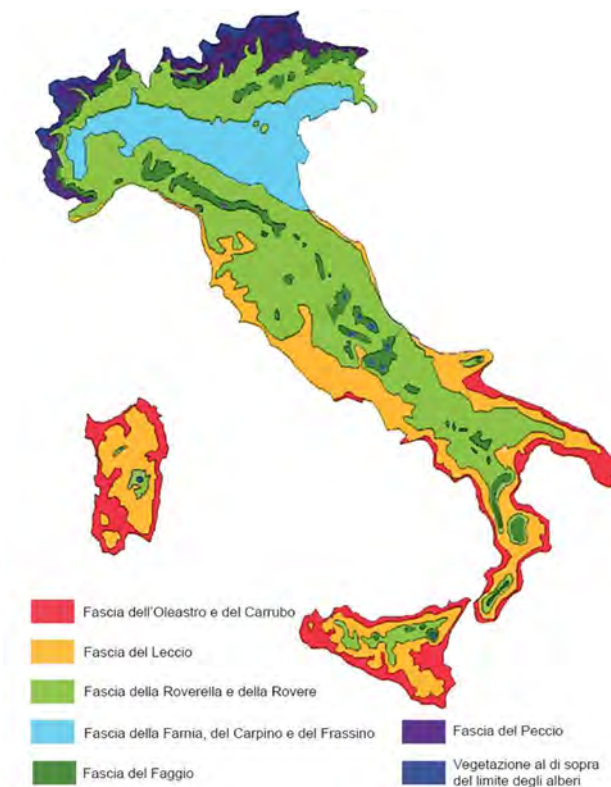 Fascia dell'Oleastro e del Carrubo
Fascia del Leccio
Fascia della Roverella e della Rovere
Fascia della Farnia, del Carpino e del Frassino
Fascia del Faggio
Fascia del Peccio
Vegetazione al di sopra
del limite degli alberi